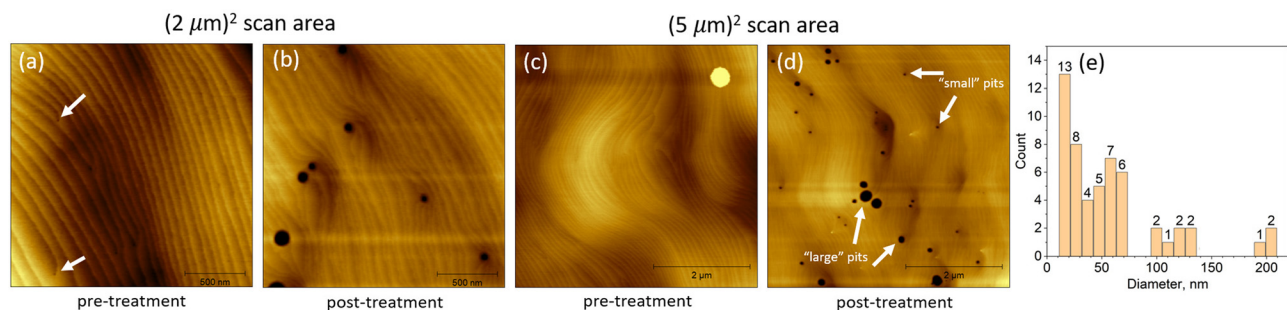 (2 μm)² scan area
(5 μm)² scan area
(a)
500 nm
pre-treatment
(b)
500 nm
post-treatment
(c)
2 μm
pre-treatment
(d)
"small" pits
"large" pits
2 μm
post-treatment
(e)
14
12
10
8
6
4
2
0
Count
13
8
4
5
7
6
2
1
2
2
1
2
0
50
100
150
200
Diameter, nm